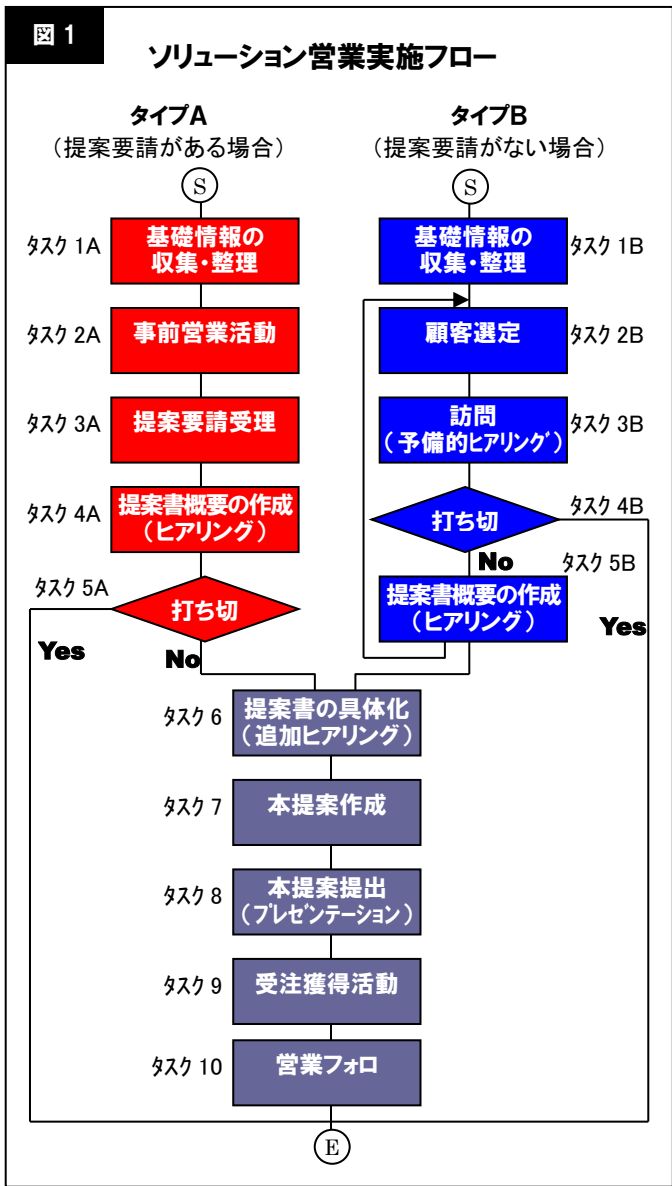 図1
ソリューション営業実施フロー
タイプA
（提案要請がある場合）
S
タスク 1A
基礎情報の
収集・整理
タスク 2A
事前営業活動
タスク 3A
提案要請受理
タスク 4A
提案書概要の作成
（ヒアリング）
タスク 5A
打ち切
Yes
No
タイプB
（提案要請がない場合）
S
基礎情報の
収集・整理
タスク 1B
顧客選定
タスク 2B
訪問
（予備的ヒアリング）
タスク 3B
打ち切
タスク 4B
No
タスク 5B
提案書概要の作成
（ヒアリング）
Yes
タスク 6
提案書の具体化
（追加ヒアリング）
タスク 7
本提案作成
タスク 8
本提案提出
（プレゼンテーション）
タスク 9
受注獲得活動
タスク 10
営業フォロ
E